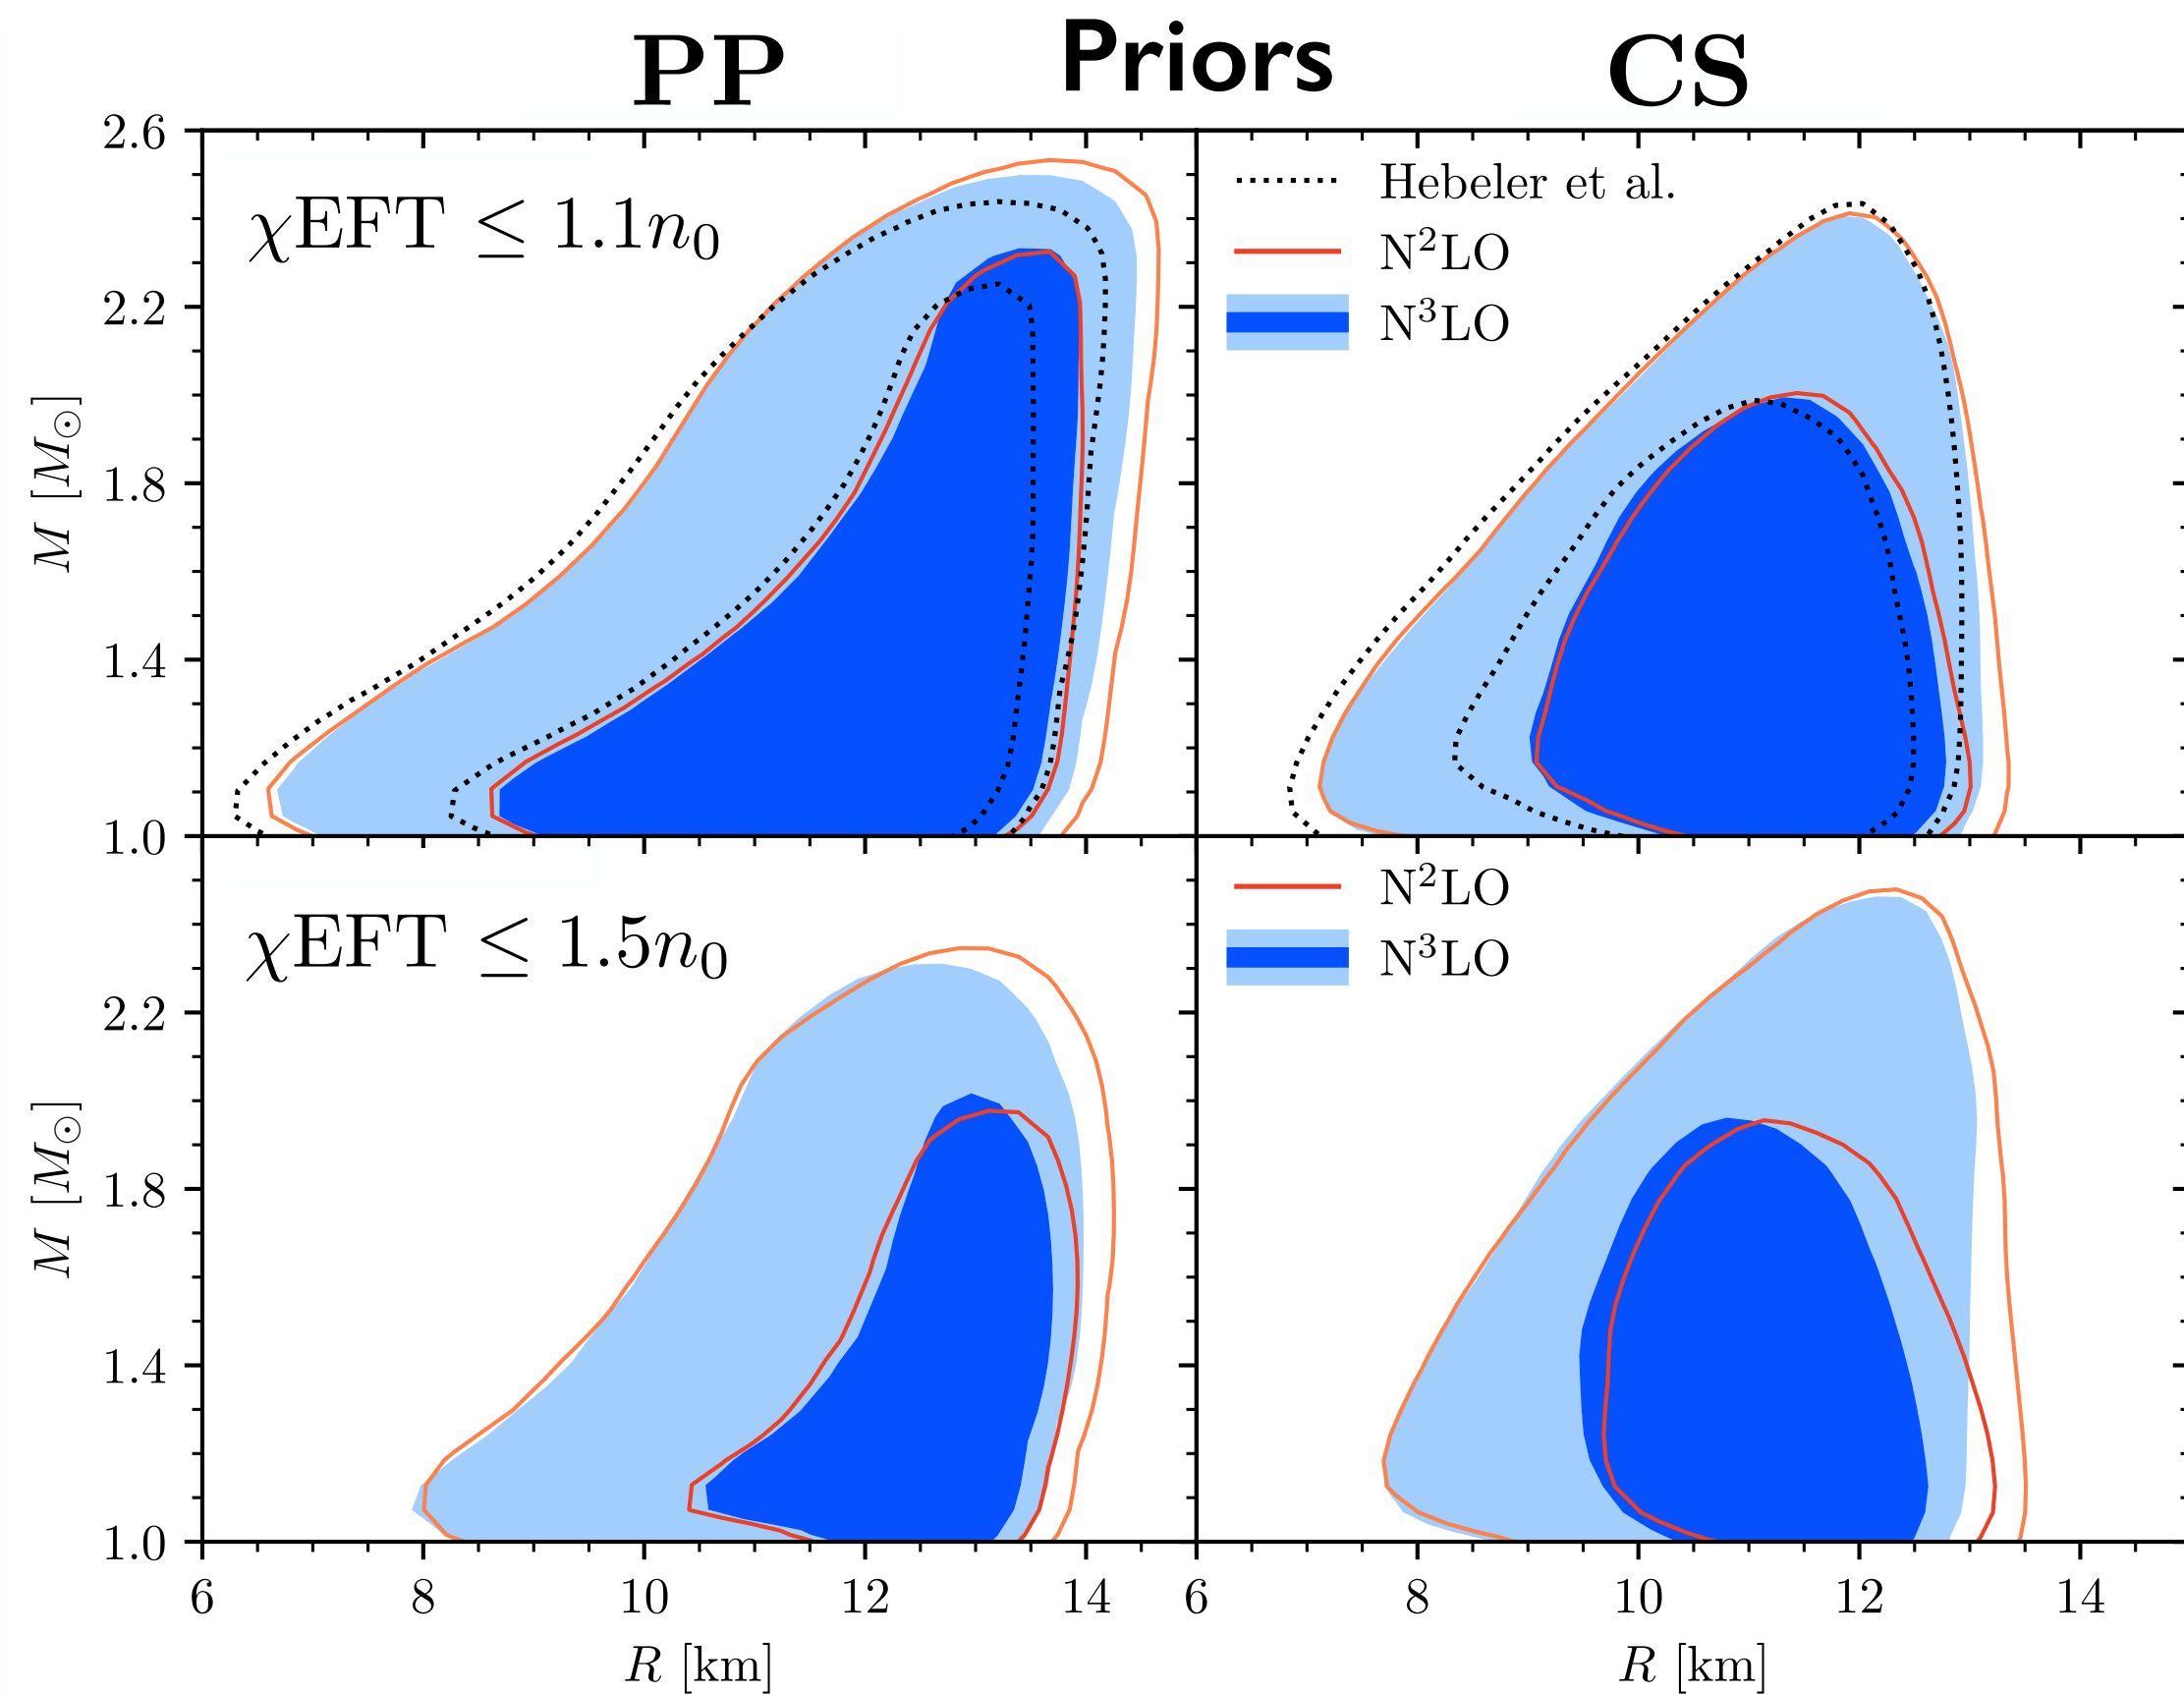 PP Priors CS
2.6
χEFT ≤ 1.1n₀
Hebeler et al.
N²LO
N³LO
2.2
1.8
1.4
1.0
M [M☉]
χEFT ≤ 1.5n₀
N²LO
N³LO
2.2
1.8
1.4
1.0
M [M☉]
6 8 10 12 14 6 8 10 12 14
R [km] R [km]